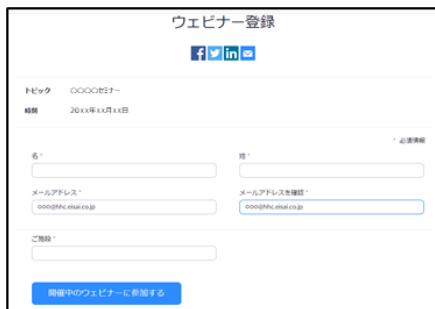 ウェビナー登録
トピック 〇〇〇〇セミナー
時間 20xx年xx月xx日
* 必須情報
名 * 姓 *
メールアドレス * メールアドレスを確認 *
ooo@hhc.eisai.co.jp ooo@hhc.eisai.co.jp
ご施設 *
開催中のウェビナーに参加する